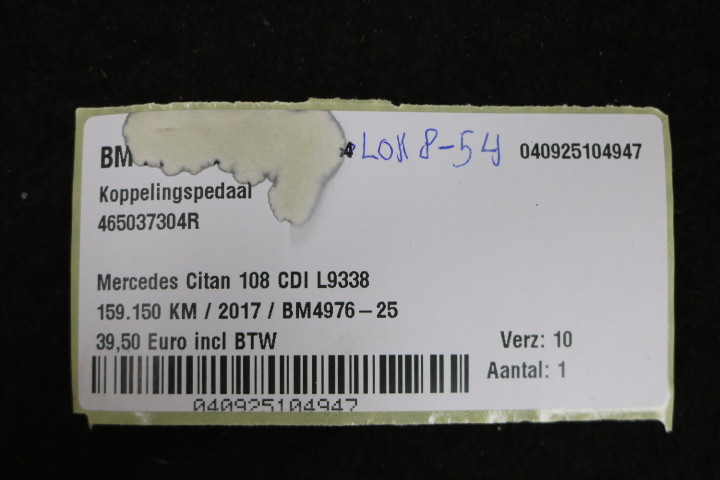 BM LOK 8-54 040925104947
Koppelingspedaal
465037304R
Mercedes Citan 108 CDI L9338
159.150 KM / 2017 / BM4976-25
39,50 Euro incl BTW Verz: 10
Aantal: 1
040925104947